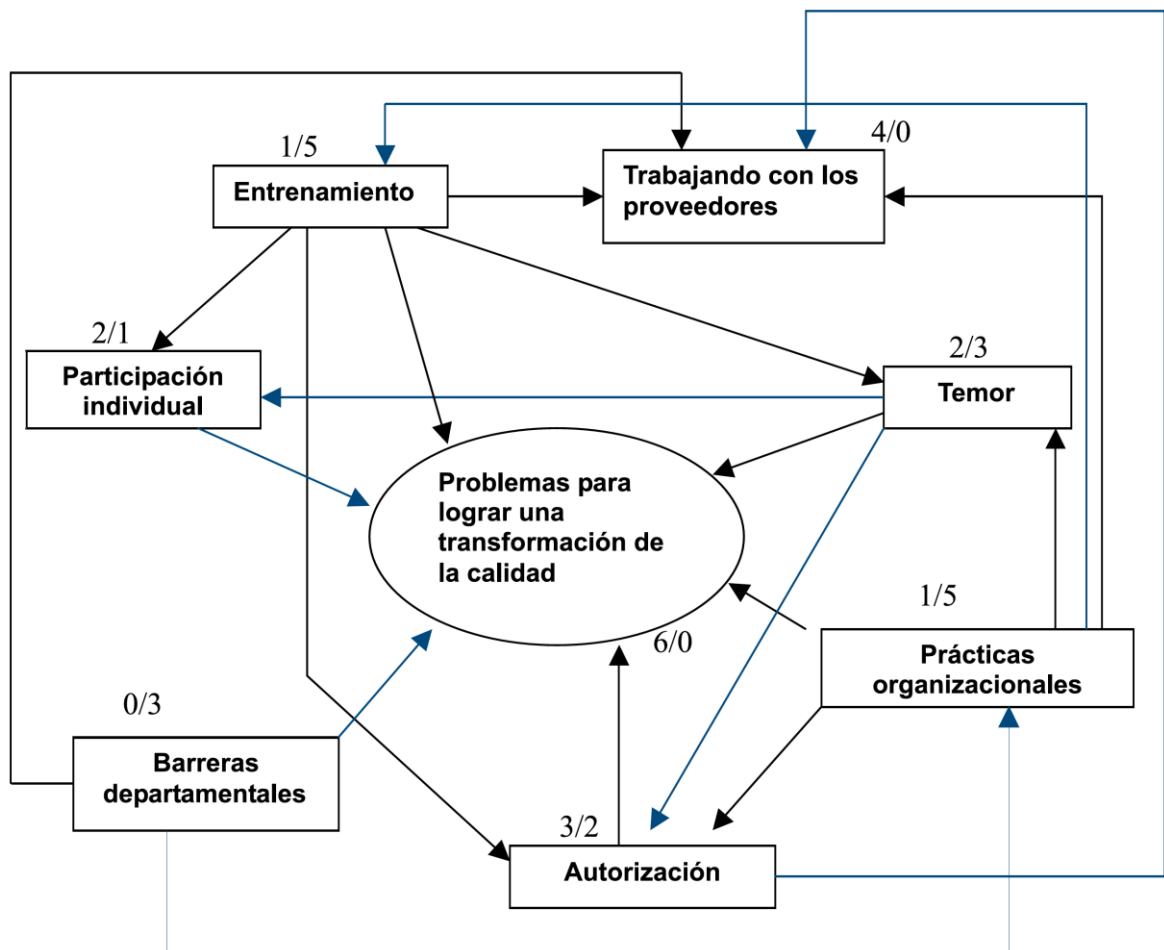 4/0
1/5
Entrenamiento
Trabajando con los
proveedores
2/1
Participación
individual
2/3
Temor
Problemas para
lograr una
transformación de
la calidad
6/0
1/5
Prácticas
organizacionales
0/3
Barreras
departamentales
3/2
Autorización